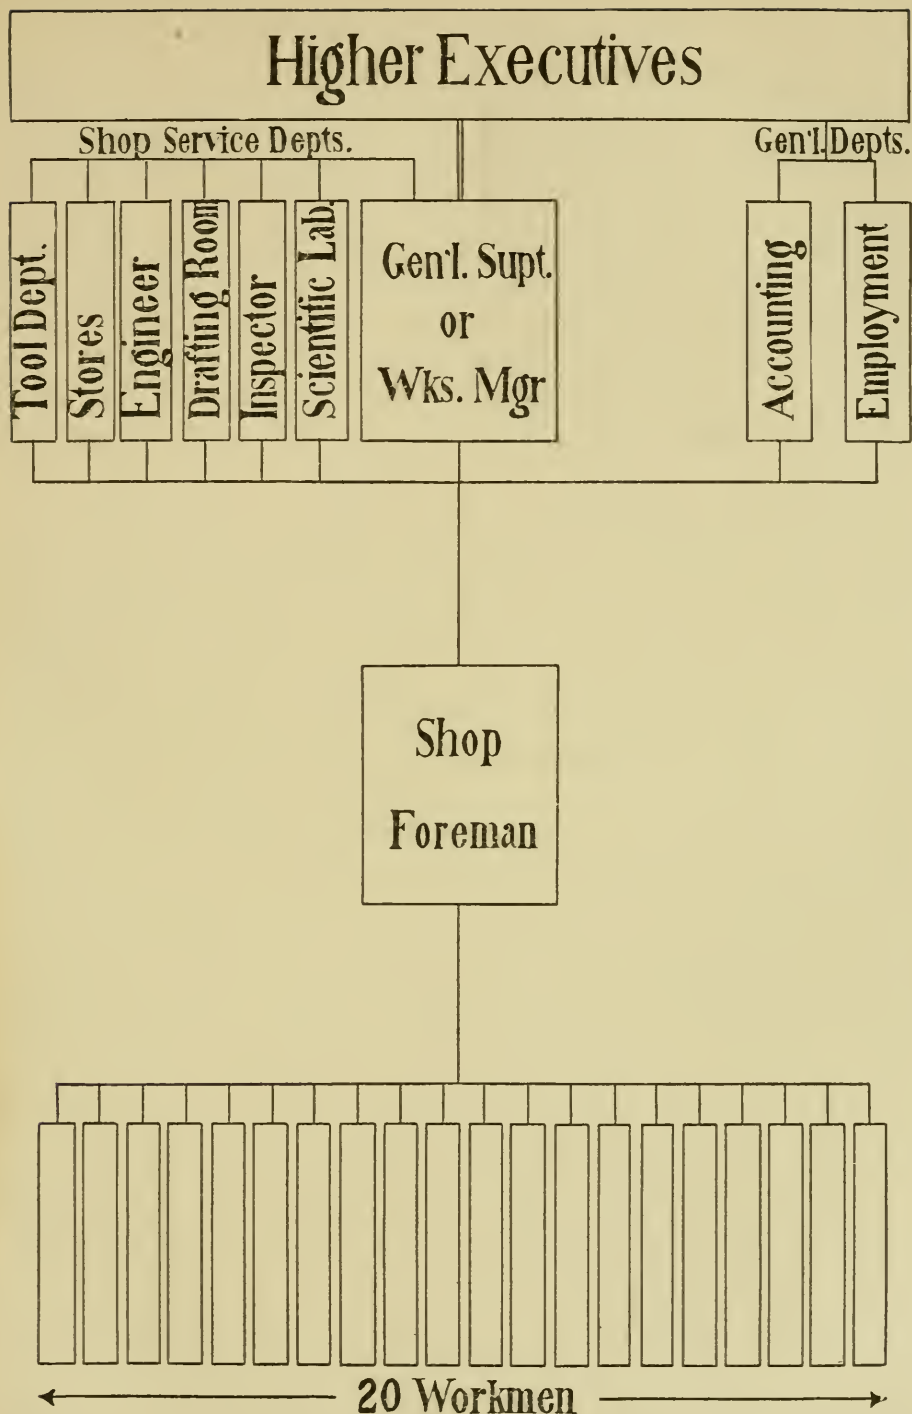 Higher Executives
Shop Service Depts.
Gen'l. Depts.
Tool Dept.
Stores
Engineer
Drafting Room
Inspector
Scientific Lab.
Gen'l. Supt.
or
Wks. Mgr
Accounting
Employment
Shop
Foreman
20 Workmen